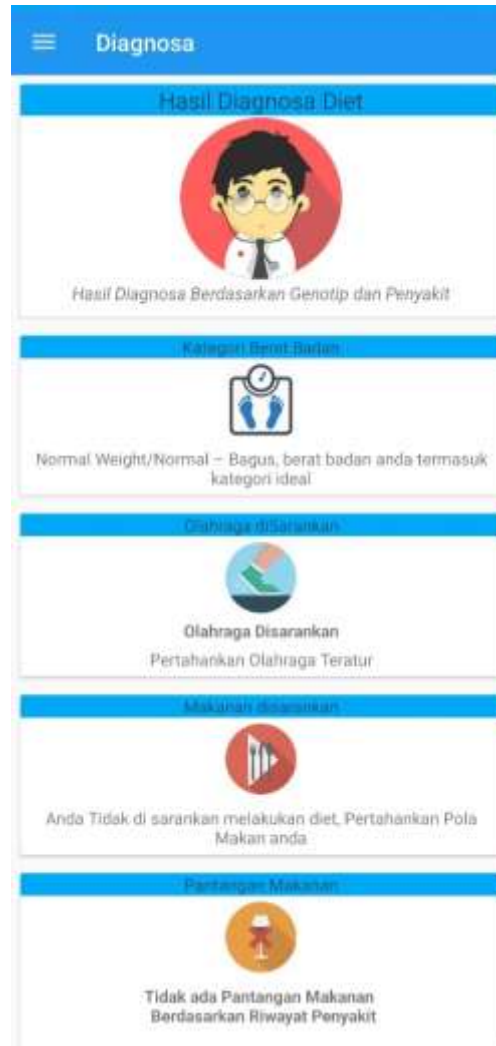 Diagnosa
Hasil Diagnosa Diet
Hasil Diagnosa Berdasarkan Genotip dan Penyakit
Kategori Berat Badan
Normal Weight/Normal – Bagus, berat badan anda termasuk
kategori ideal
Olahraga diSarankan
Olahraga Disarankan
Pertahankan Olahraga Teratur
Makanan disarankan
Anda Tidak di sarankan melakukan diet, Pertahankan Pola
Makan anda
Pantangan Makanan
Tidak ada Pantangan Makanan
Berdasarkan Riwayat Penyakit